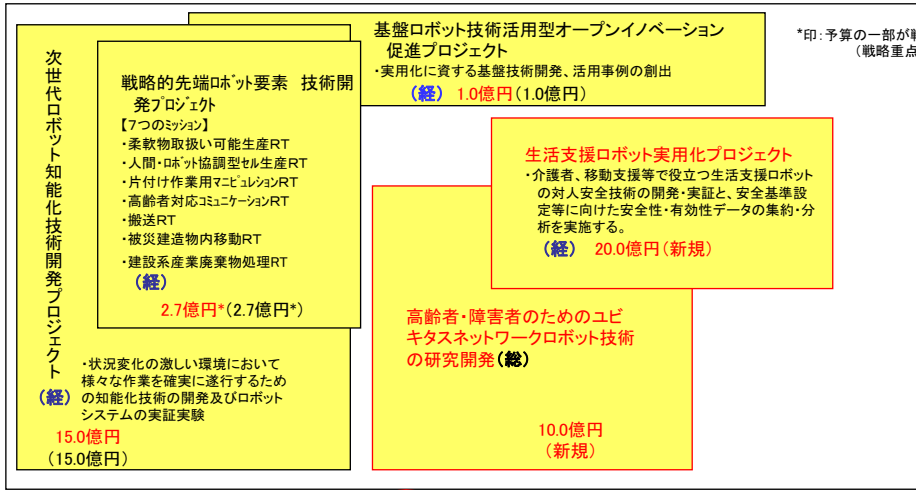 基盤ロボット技術活用型オープンイノベーション
促進プロジェクト
・実用化に資する基盤技術開発、活用事例の創出
(経) 1.0億円(1.0億円)
*印:予算の一部が戦
(戦略重点
次世代ロボット知能化技術開発プロジェクト
(経)
・状況変化の激しい環境において
様々な作業を確実に遂行するため
の知能化技術の開発及びロボット
システムの実証実験
15.0億円
(15.0億円)
戦略的先端ロボット要素 技術開
発プロジェクト
【7つのミッション】
・柔軟物取扱い可能生産RT
・人間・ロボット協調型セル生産RT
・片付け作業用マニピュレションRT
・高齢者対応コミュニケーションRT
・搬送RT
・被災建造物内移動RT
・建設系産業廃棄物処理RT
(経)
2.7億円*(2.7億円*)
生活支援ロボット実用化プロジェクト
・介護者、移動支援等で役立つ生活支援ロボット
の対人安全技術の開発・実証と、安全基準設
定等に向けた安全性・有効性データの集約・分
析を実施する。
(経) 20.0億円(新規)
高齢者・障害者のためのユビ
キタスネットワークロボット技術
の研究開発(総)
10.0億円
(新規)